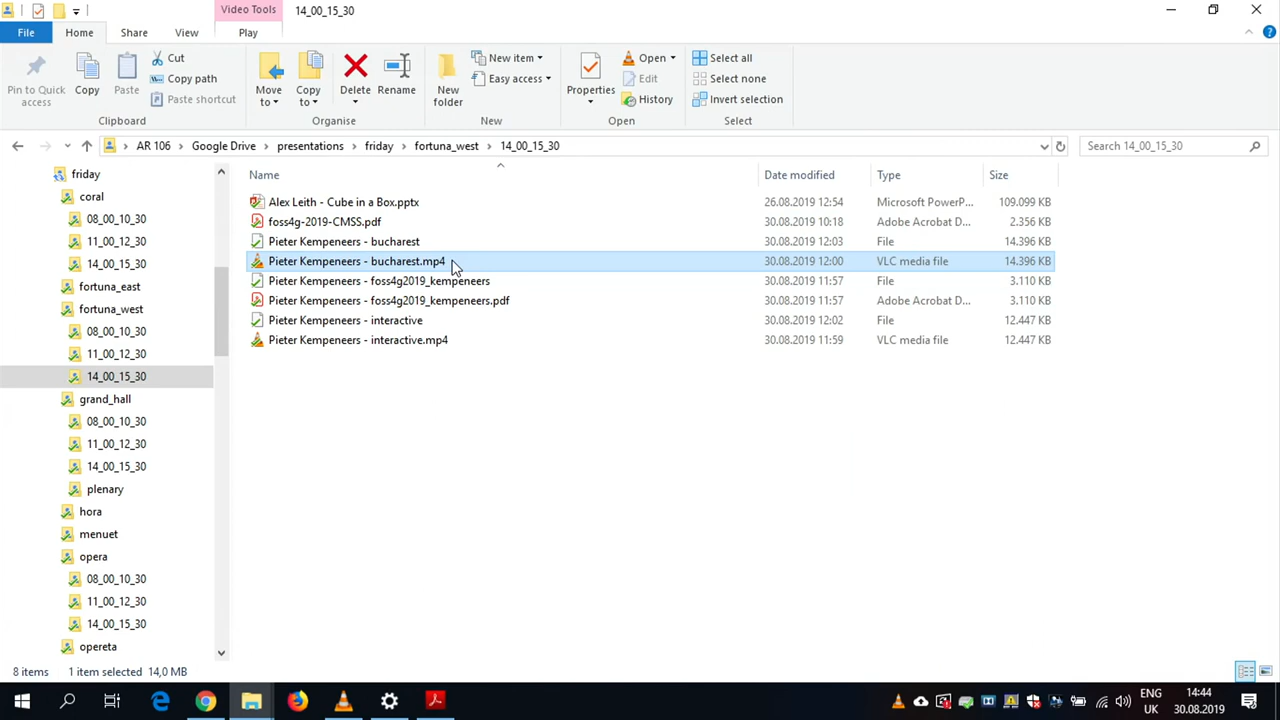 Video Tools
14_00_15_30
File
Home
Share
View
Play
Pin to Quick access
Copy
Paste
Cut
Copy path
Paste shortcut
Clipboard
Move to
Copy to
Delete
Rename
Organise
New folder
New item
Easy access
New
Properties
Open
Edit
History
Open
Select all
Select none
Invert selection
Select
AR 106 > Google Drive > presentations > friday > fortuna_west > 14_00_15_30
Search 14_00_15_30
friday
coral
08_00_10_30
11_00_12_30
14_00_15_30
fortuna_east
fortuna_west
08_00_10_30
11_00_12_30
14_00_15_30
grand_hall
08_00_10_30
11_00_12_30
14_00_15_30
plenary
hora
menuet
opera
08_00_10_30
11_00_12_30
14_00_15_30
opereta
Name Date modified Type Size
Alex Leith - Cube in a Box.pptx 26.08.2019 12:54 Microsoft PowerP... 109.099 KB
foss4g-2019-CMSS.pdf 30.08.2019 10:18 Adobe Acrobat D... 2.356 KB
Pieter Kempeneers - bucharest 30.08.2019 12:03 File 14.396 KB
Pieter Kempeneers - bucharest.mp4 30.08.2019 12:00 VLC media file 14.396 KB
Pieter Kempeneers - foss4g2019_kempeneers 30.08.2019 11:57 File 3.110 KB
Pieter Kempeneers - foss4g2019_kempeneers.pdf 30.08.2019 11:57 Adobe Acrobat D... 3.110 KB
Pieter Kempeneers - interactive 30.08.2019 12:02 File 12.447 KB
Pieter Kempeneers - interactive.mp4 30.08.2019 11:59 VLC media file 12.447 KB
8 items 1 item selected 14,0 MB
ENG
UK
14:44
30.08.2019